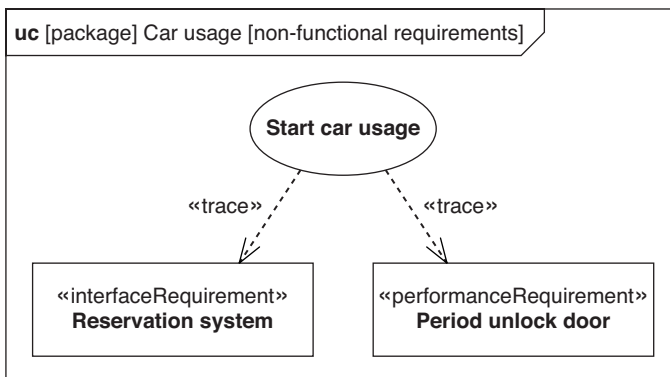 uc [package] Car usage [non-functional requirements]
Start car usage
«trace»
«trace»
«interfaceRequirement»
Reservation system
«performanceRequirement»
Period unlock door